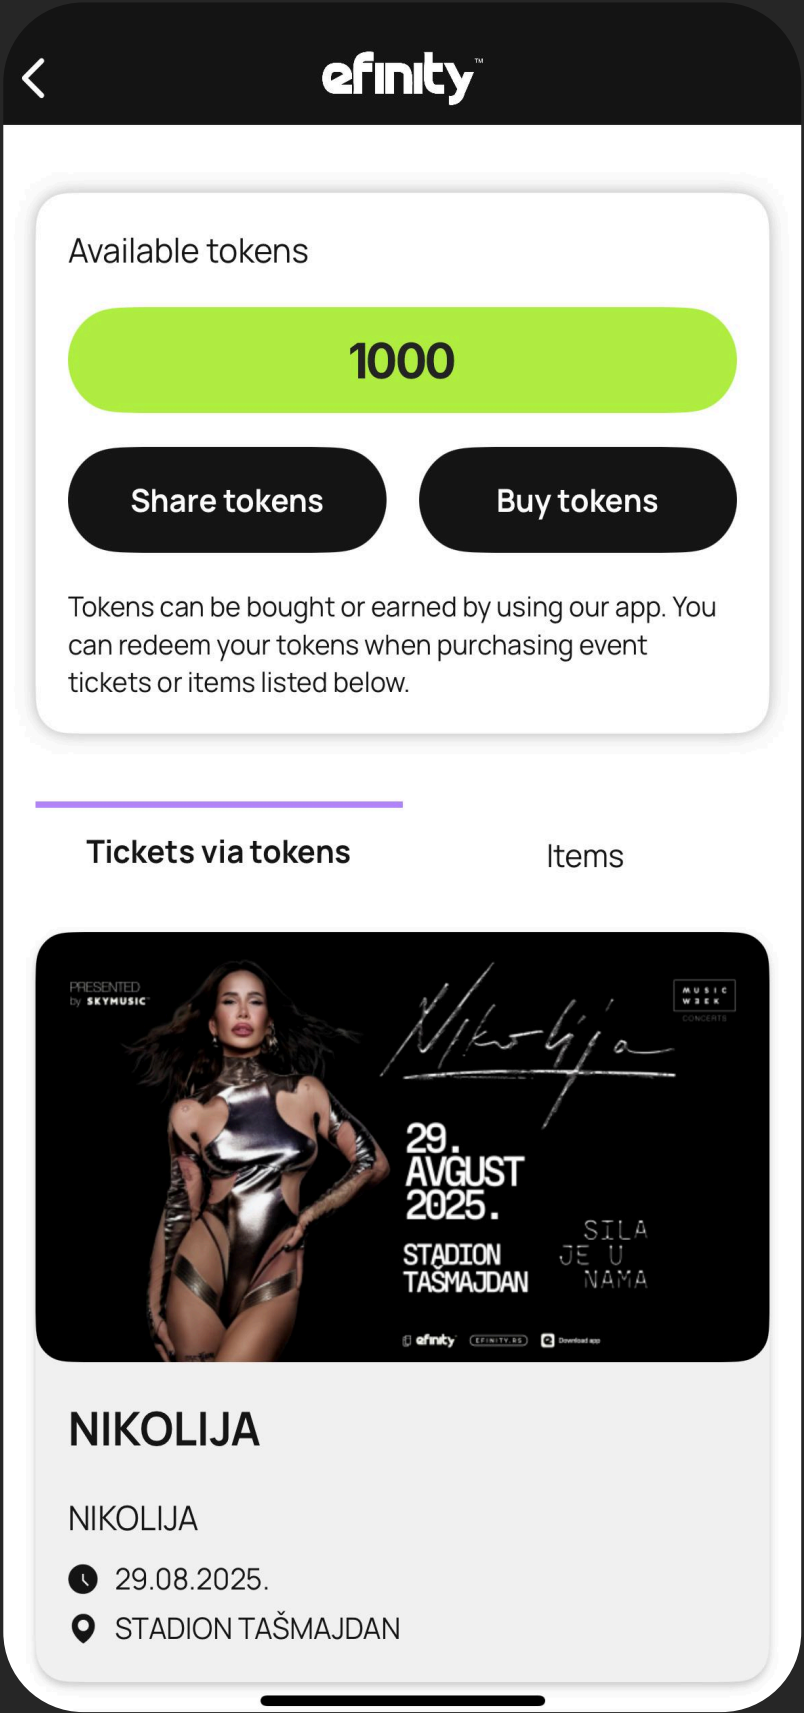 efinity™
Available tokens
1000
Share tokens
Buy tokens
Tokens can be bought or earned by using our app. You
can redeem your tokens when purchasing event
tickets or items listed below.
Tickets via tokens
Items
PRESENTED
by SKYMUSIC
Nikolija
MUSIC
WEEK
CONCERTS
29.
AVGUST
2025.
STADION
TAŠMAJDAN
SILA
JE U
NAMA
efinity
EFINITY.RS
Download app
NIKOLIJA
NIKOLIJA
29.08.2025.
STADION TAŠMAJDAN